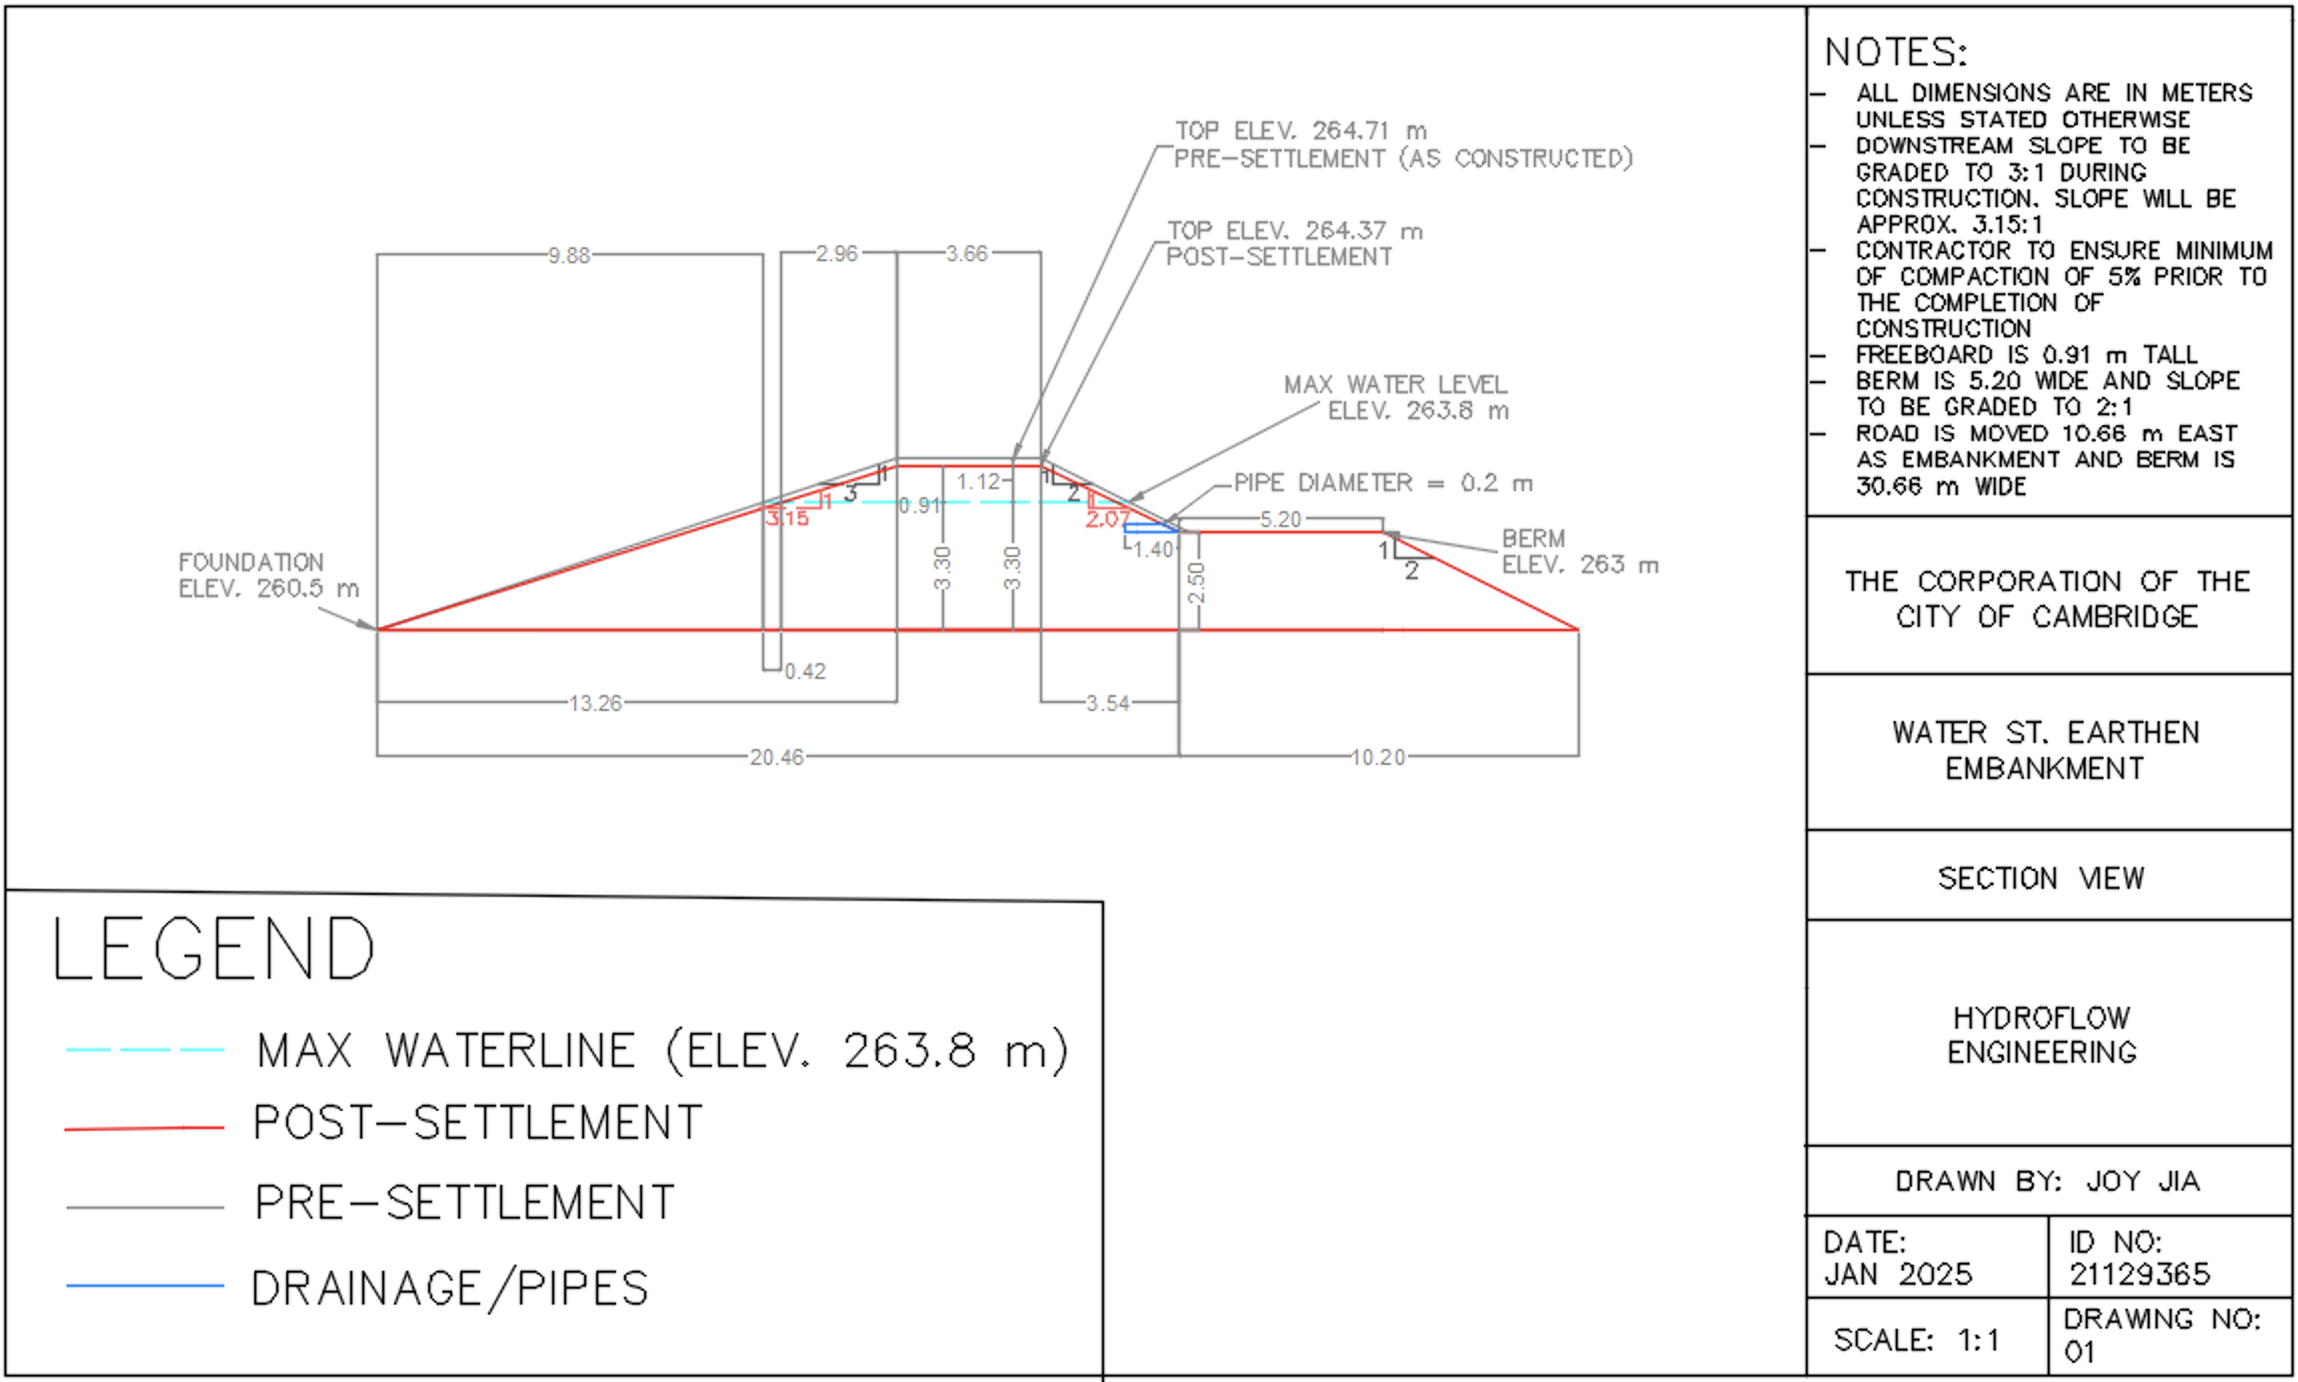 TOP ELEV. 264.71 m
PRE-SETTLEMENT (AS CONSTRUCTED)
TOP ELEV. 264.37 m
POST-SETTLEMENT
9.88
2.96
3.66
MAX WATER LEVEL
ELEV. 263.8 m
PIPE DIAMETER = 0.2 m
1
3
1.12
1
2
0.91
3.15
1
2.07
5.20
1.40
BERM
ELEV. 263 m
1
2
FOUNDATION
ELEV. 260.5 m
3.30
3.30
2.50
0.42
13.26
3.54
20.46
10.20
LEGEND
MAX WATERLINE (ELEV. 263.8 m)
POST-SETTLEMENT
PRE-SETTLEMENT
DRAINAGE/PIPES
NOTES:
- ALL DIMENSIONS ARE IN METERS
UNLESS STATED OTHERWISE
- DOWNSTREAM SLOPE TO BE
GRADED TO 3:1 DURING
CONSTRUCTION. SLOPE WILL BE
APPROX. 3.15:1
- CONTRACTOR TO ENSURE MINIMUM
OF COMPACTION OF 5% PRIOR TO
THE COMPLETION OF
CONSTRUCTION
- FREEBOARD IS 0.91 m TALL
- BERM IS 5.20 WIDE AND SLOPE
TO BE GRADED TO 2:1
- ROAD IS MOVED 10.66 m EAST
AS EMBANKMENT AND BERM IS
30.66 m WIDE
THE CORPORATION OF THE
CITY OF CAMBRIDGE
WATER ST. EARTHEN
EMBANKMENT
SECTION VIEW
HYDROFLOW
ENGINEERING
DRAWN BY: JOY JIA
DATE:
JAN 2025
ID NO:
21129365
SCALE: 1:1
DRAWING NO:
01